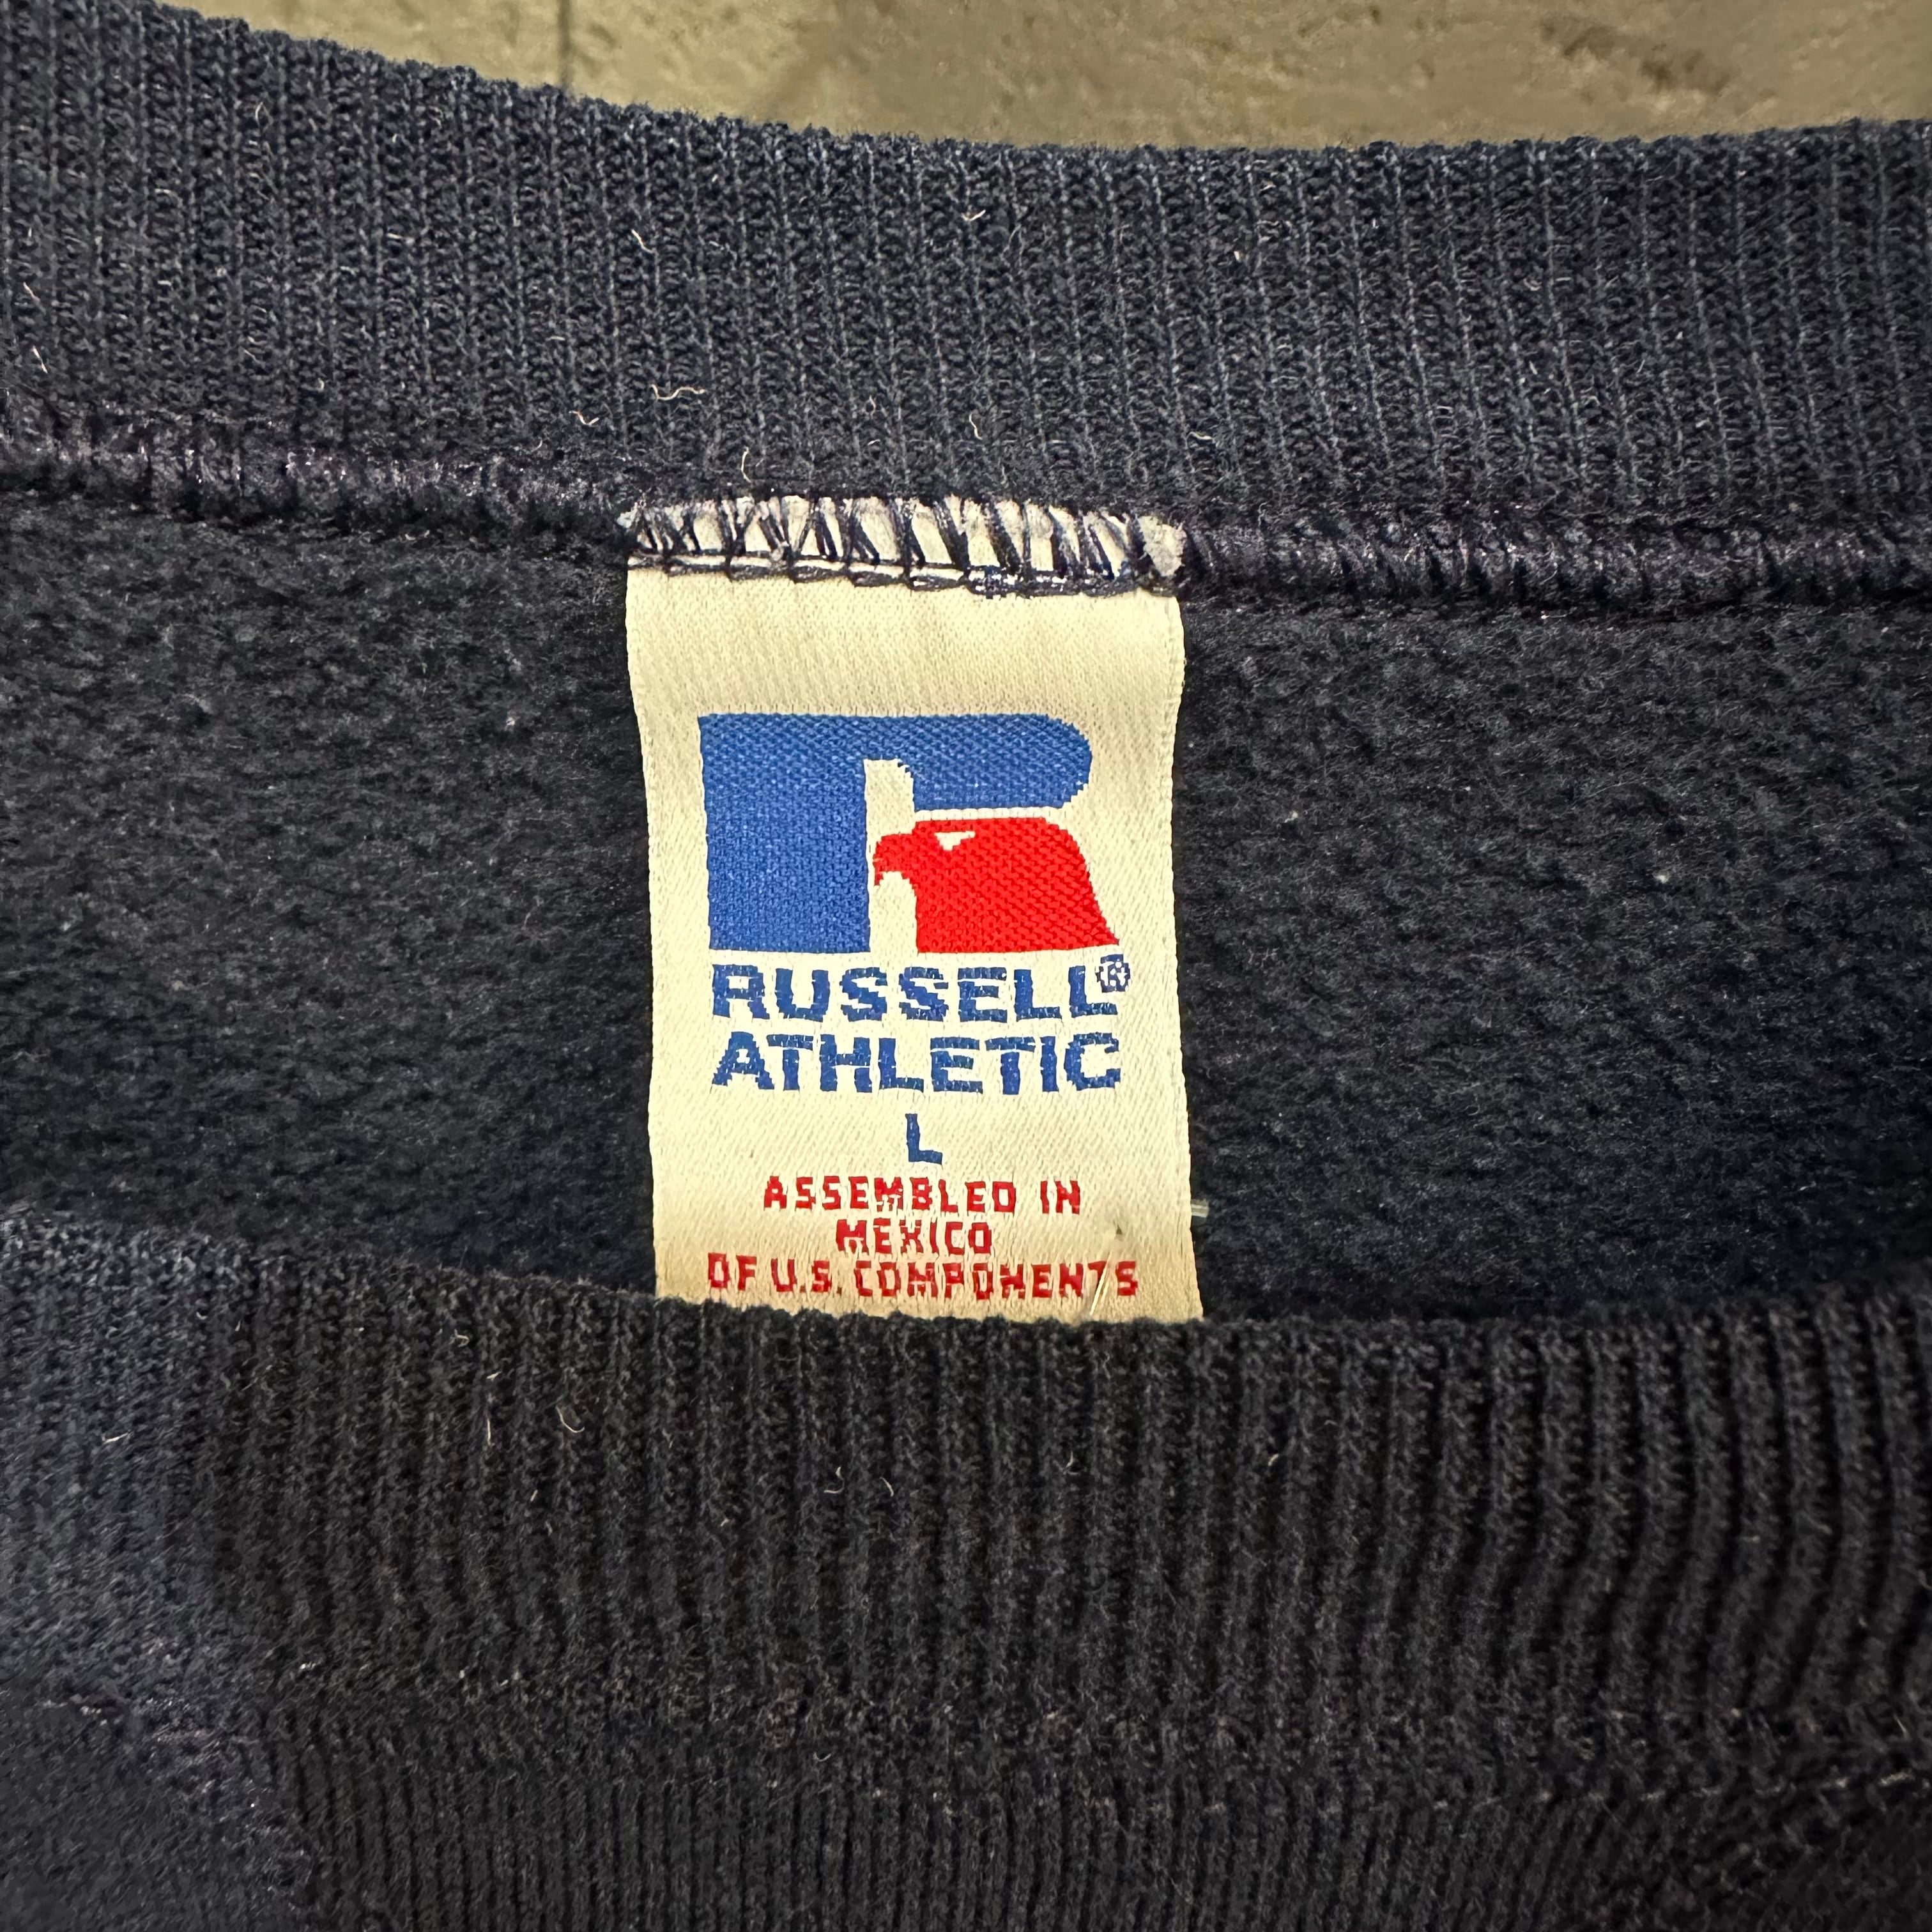 RUSSELL®
ATHLETIC
L
ASSEMBLED IN
MEXICO
OF U.S. COMPONENTS